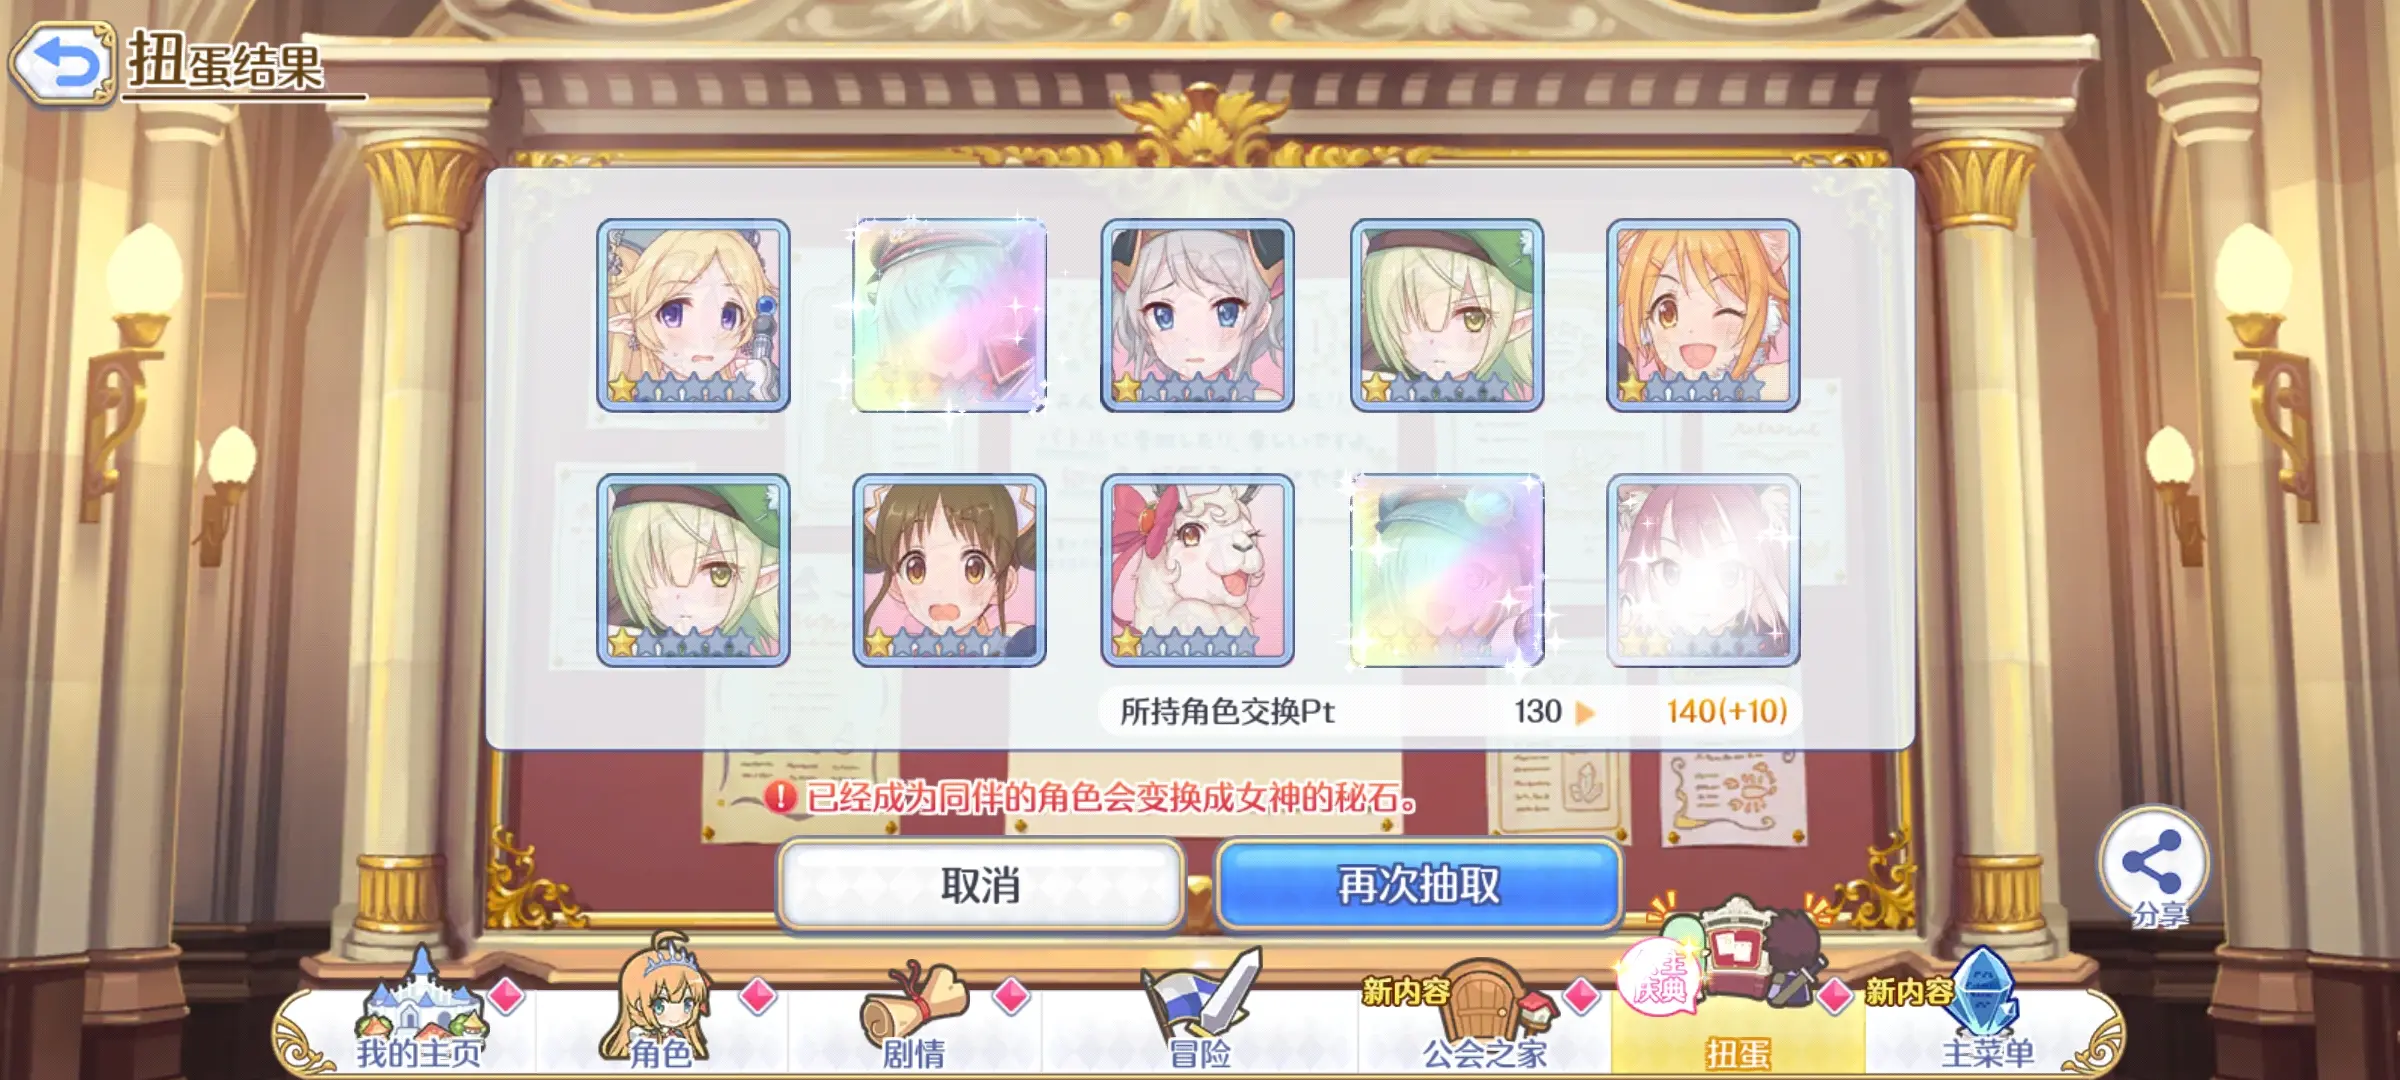 扭蛋结果
所持角色交换Pt 130 140(+10)
已经成为同伴的角色会变换成女神的秘石。
取消
再次抽取
分享
新内容
新内容
庆典
我的主页
角色
剧情
冒险
公会之家
扭蛋
主菜单